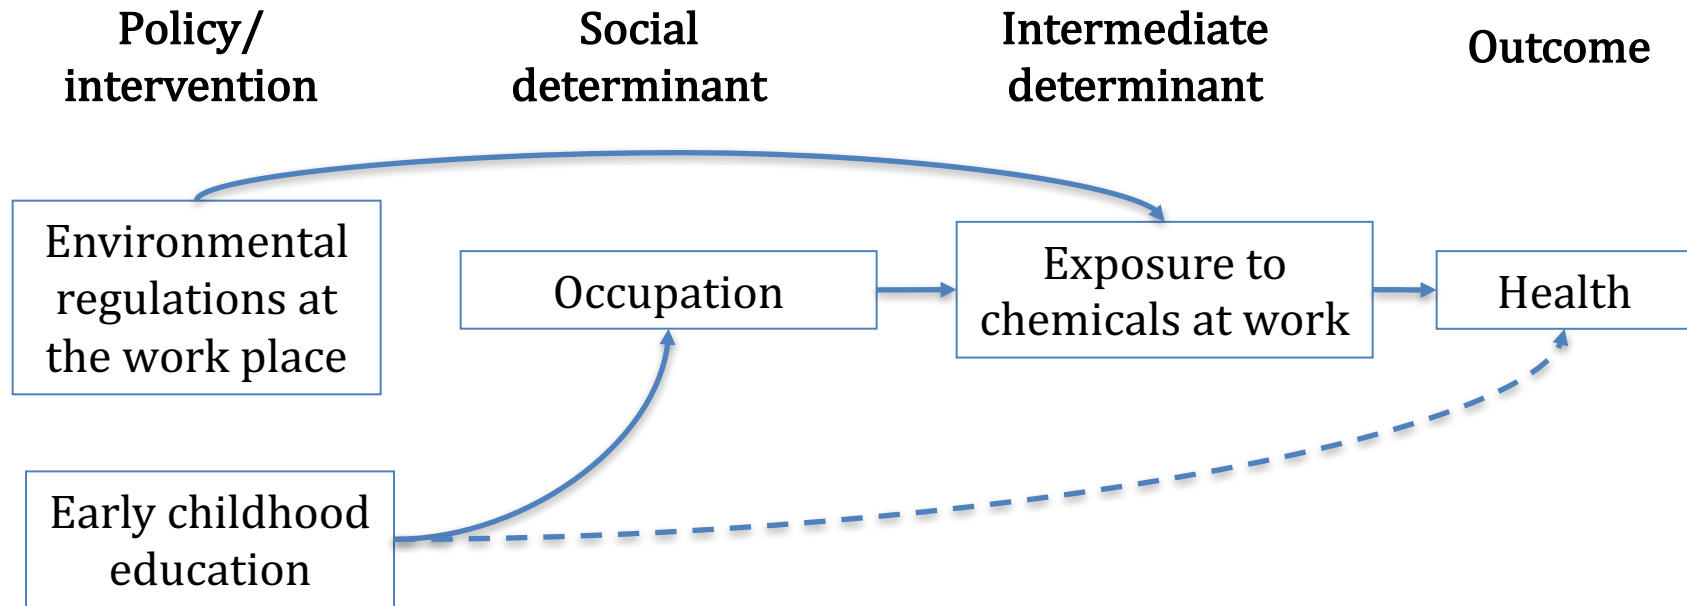 Policy/
intervention
Social
determinant
Intermediate
determinant
Outcome
Environmental
regulations at
the work place
Occupation
Exposure to
chemicals at work
Health
Early childhood
education